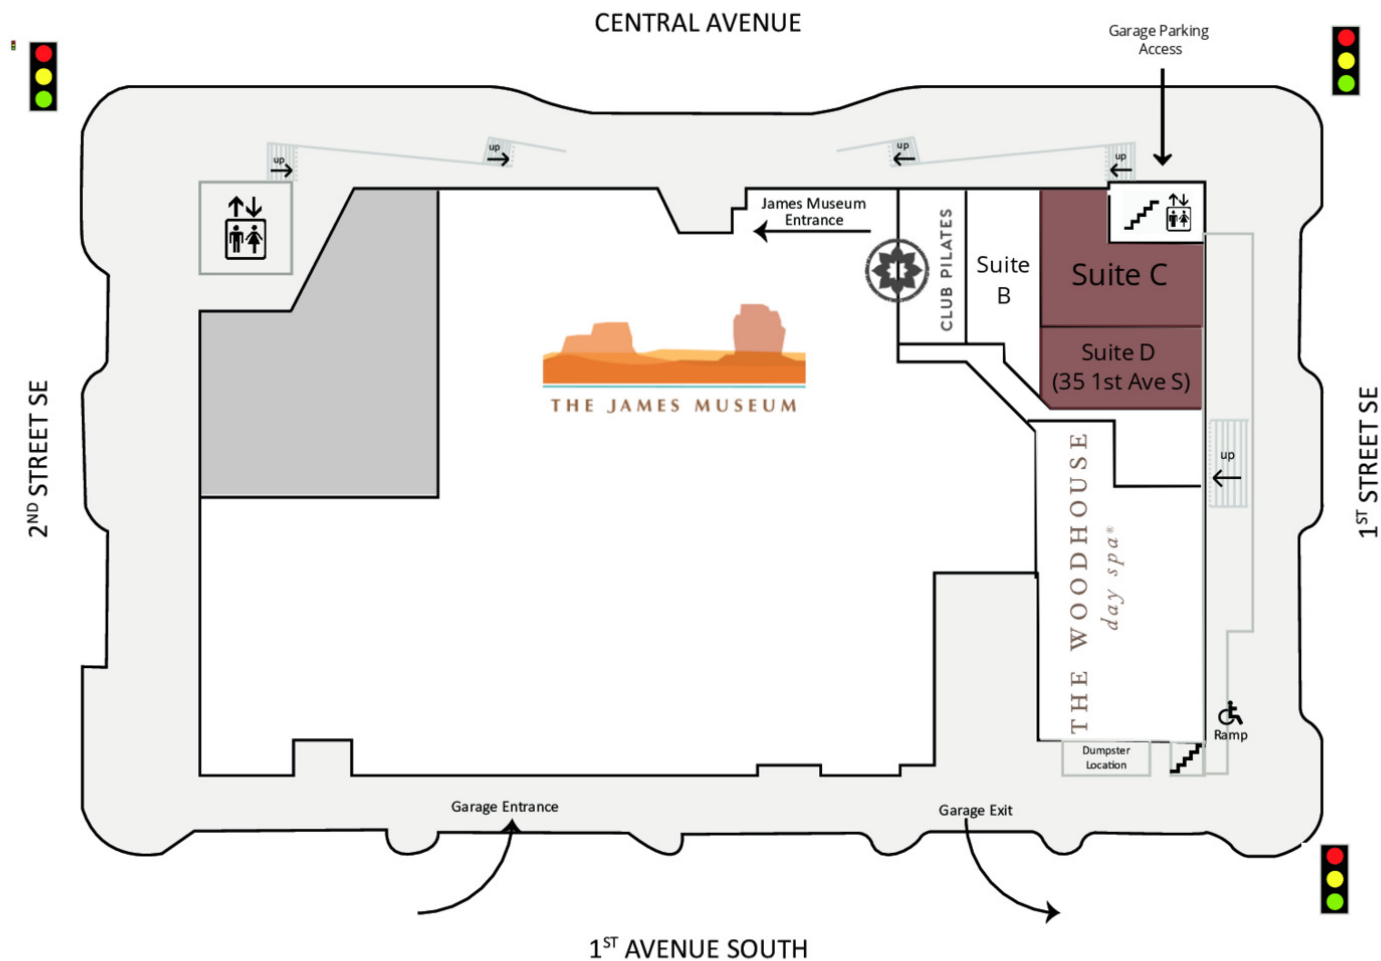 CENTRAL AVENUE
Garage Parking
Access
up
up
up
up
James Museum
Entrance
CLUB PILATES
Suite
B
Suite C
Suite D
(35 1st Ave S)
THE JAMES MUSEUM
2ND STREET SE
1ST STREET SE
up
THE WOODHOUSE
day spa®
Ramp
Dumpster
Location
Garage Entrance
Garage Exit
1ST AVENUE SOUTH